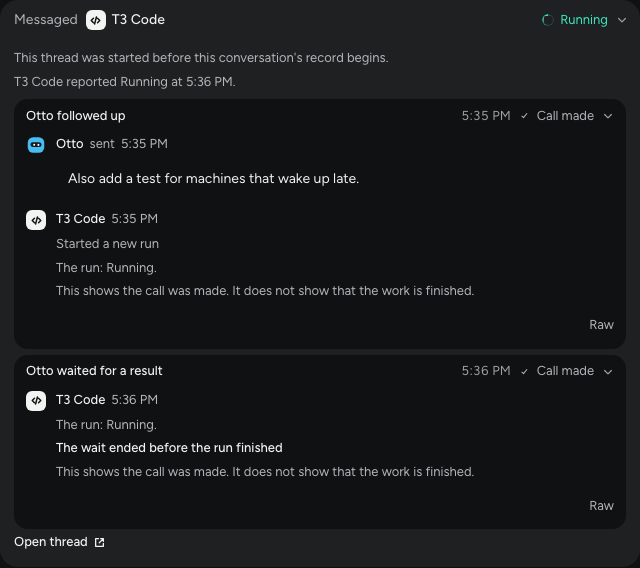 Messaged T3 Code Running
This thread was started before this conversation's record begins.
T3 Code reported Running at 5:36 PM.
Otto followed up 5:35 PM Call made
Otto sent 5:35 PM
Also add a test for machines that wake up late.
T3 Code 5:35 PM
Started a new run
The run: Running.
This shows the call was made. It does not show that the work is finished.
Raw
Otto waited for a result 5:36 PM Call made
T3 Code 5:36 PM
The run: Running.
The wait ended before the run finished
This shows the call was made. It does not show that the work is finished.
Raw
Open thread